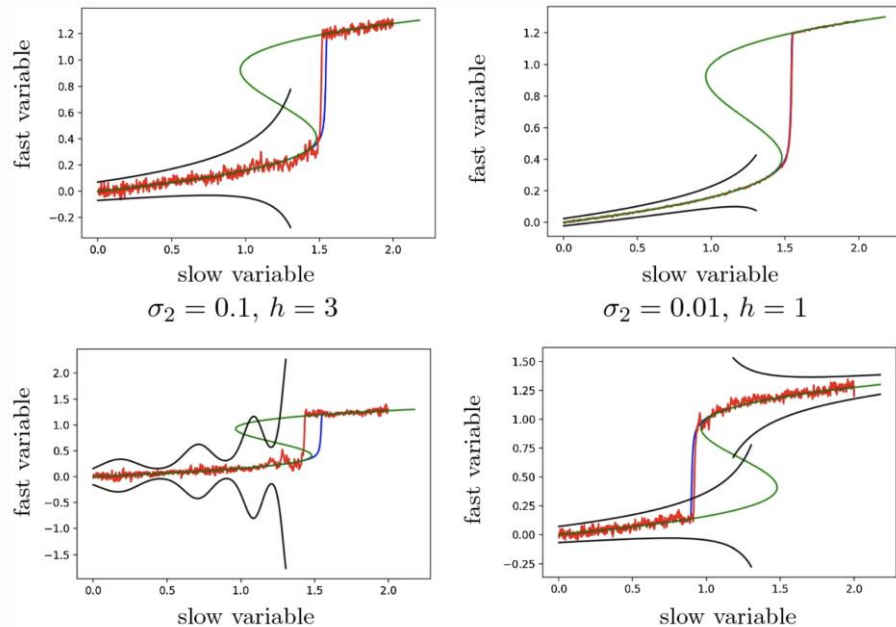 fast variable
1.2
1.0
0.8
0.6
0.4
0.2
0.0
−0.2
0.0 0.5 1.0 1.5 2.0
slow variable
σ₂ = 0.1, h = 3
fast variable
1.2
1.0
0.8
0.6
0.4
0.2
0.0
0.0 0.5 1.0 1.5 2.0
slow variable
σ₂ = 0.01, h = 1
fast variable
2.0
1.5
1.0
0.5
0.0
−0.5
−1.0
−1.5
0.0 0.5 1.0 1.5 2.0
slow variable
fast variable
1.50
1.25
1.00
0.75
0.50
0.25
0.00
−0.25
0.0 0.5 1.0 1.5 2.0
slow variable